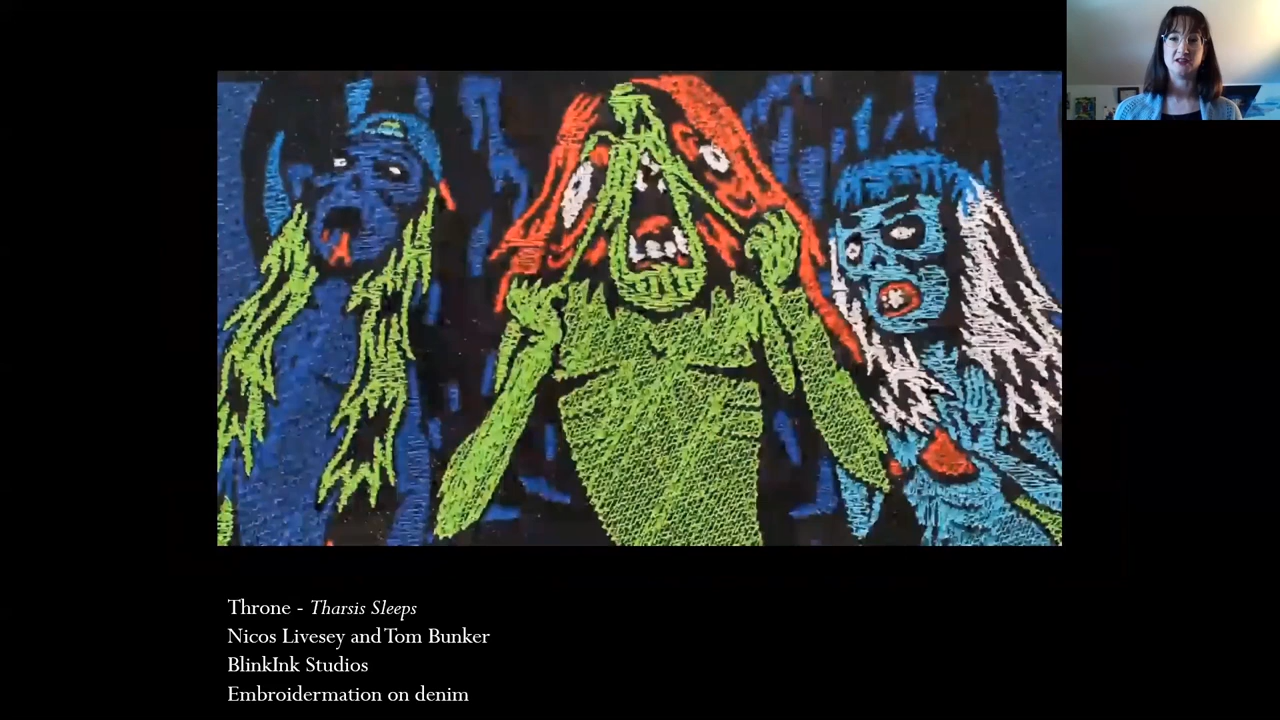 Throne - Tharsis Sleeps
Nicos Livesey and Tom Bunker
BlinkInk Studios
Embroidermation on denim